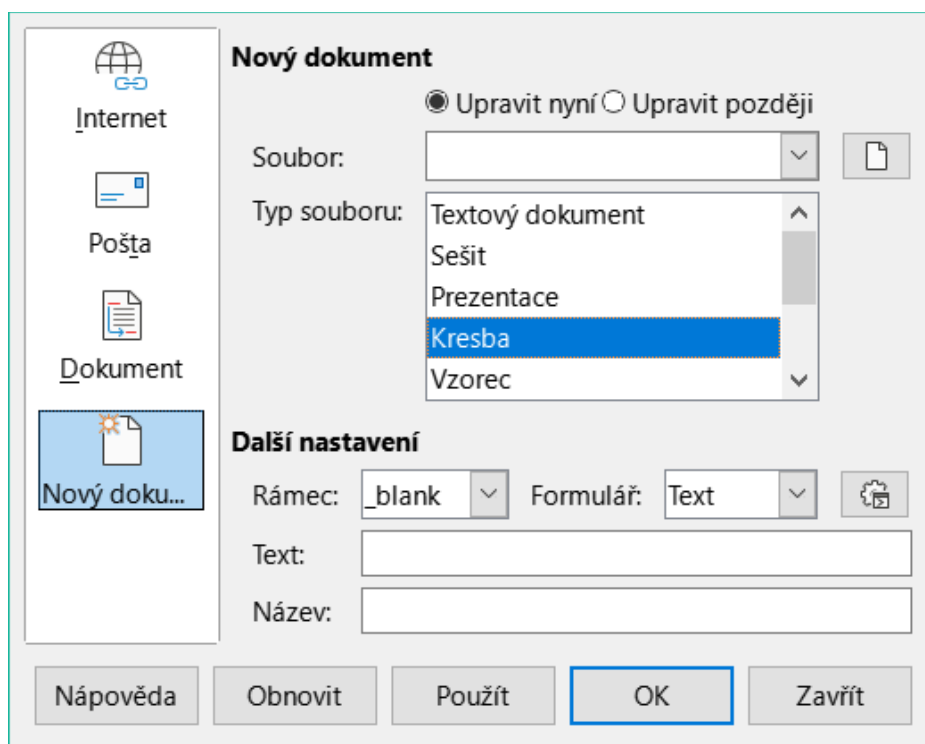 Internet
Pošta
Dokument
Nový doku...
Nový dokument
Upravit nyní Upravit později
Soubor:
Typ souboru: Textový dokument
Sešit
Prezentace
Kresba
Vzorec
Další nastavení
Rámec: _blank Formulář: Text
Text:
Název:
Nápověda Obnovit Použít OK Zavřít